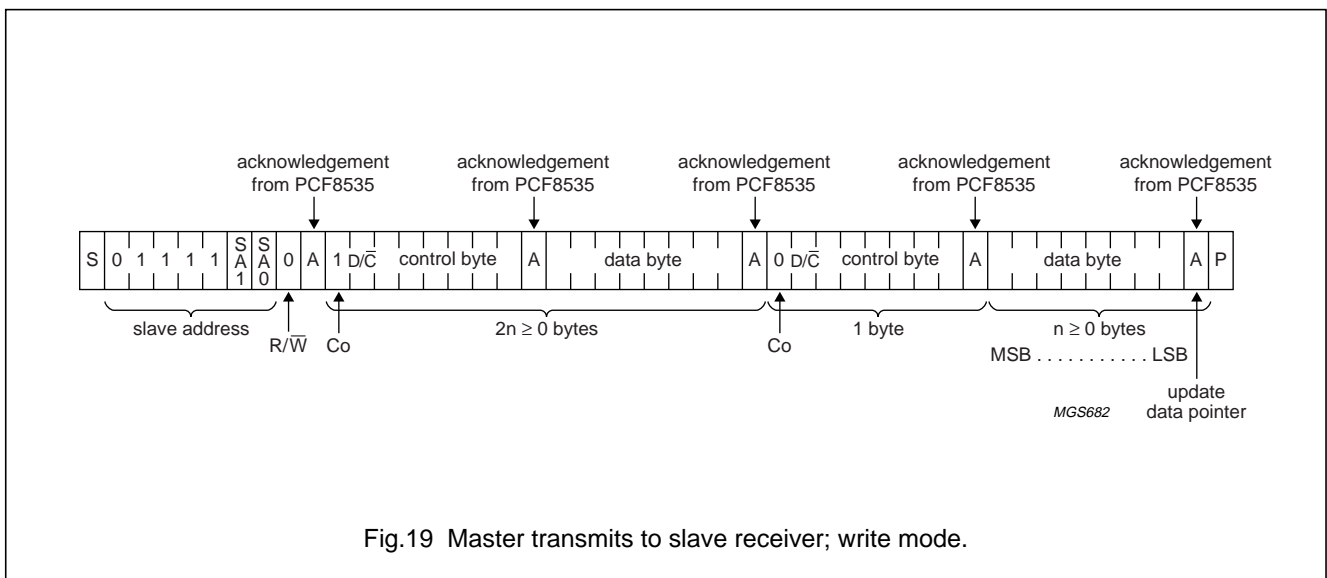 acknowledgement acknowledgement acknowledgement acknowledgement acknowledgement
from PCF8535 from PCF8535 from PCF8535 from PCF8535 from PCF8535
S 0 1 1 1 1 SA1 SA0 0 A 1 D/C̅ control byte A data byte A 0 D/C̅ control byte A data byte A P
slave address 2n ≥ 0 bytes 1 byte n ≥ 0 bytes
R/W̅ Co Co MSB . . . . . . . . . . . LSB
update
MGS682 data pointer
Fig.19 Master transmits to slave receiver; write mode.